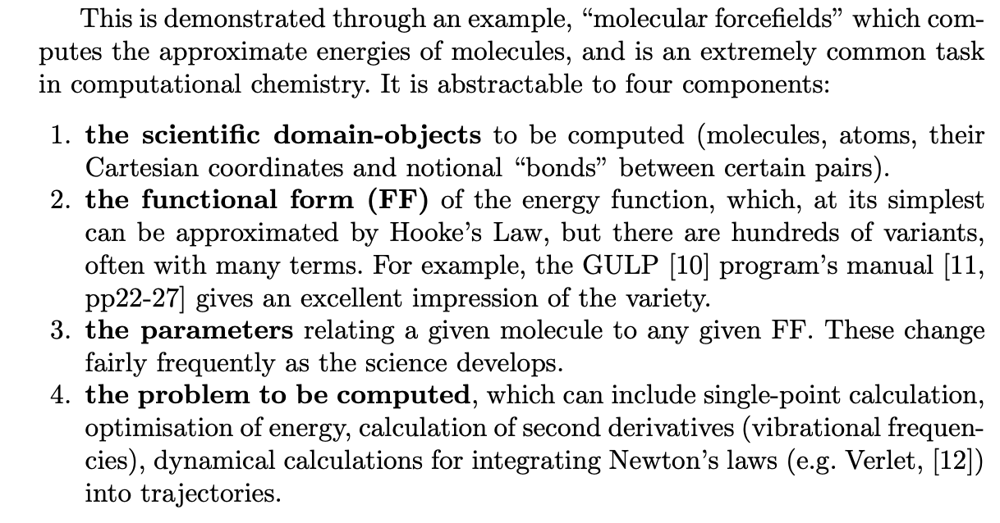 This is demonstrated through an example, “molecular forcefields” which com-
putes the approximate energies of molecules, and is an extremely common task
in computational chemistry. It is abstractable to four components:
1. the scientific domain-objects to be computed (molecules, atoms, their
Cartesian coordinates and notional “bonds” between certain pairs).
2. the functional form (FF) of the energy function, which, at its simplest
can be approximated by Hooke’s Law, but there are hundreds of variants,
often with many terms. For example, the GULP [10] program’s manual [11,
pp22-27] gives an excellent impression of the variety.
3. the parameters relating a given molecule to any given FF. These change
fairly frequently as the science develops.
4. the problem to be computed, which can include single-point calculation,
optimisation of energy, calculation of second derivatives (vibrational frequen-
cies), dynamical calculations for integrating Newton’s laws (e.g. Verlet, [12])
into trajectories.